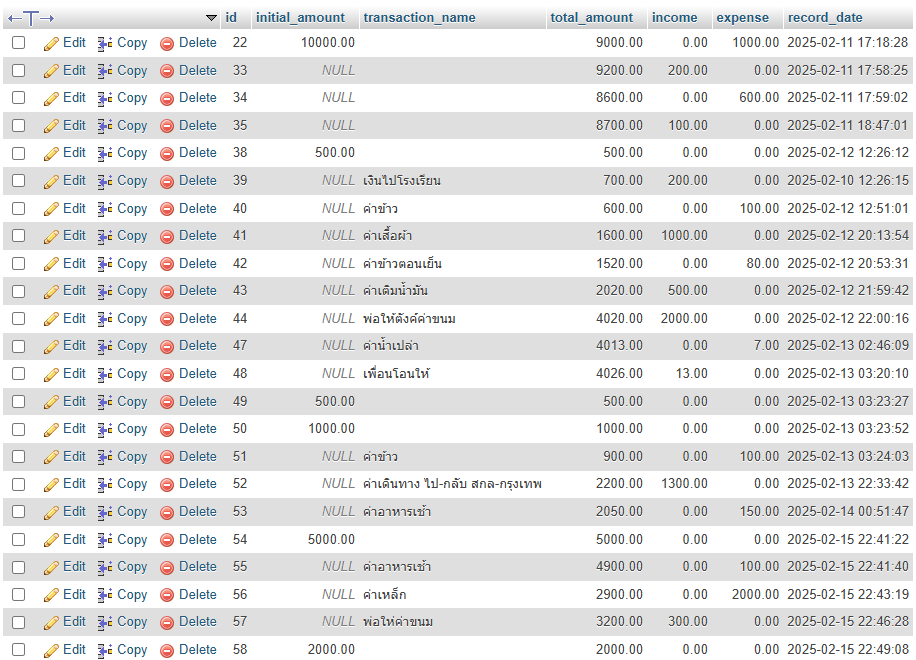 id initial_amount transaction_name total_amount income expense record_date
Edit Copy Delete 22 10000.00 9000.00 0.00 1000.00 2025-02-11 17:18:28
Edit Copy Delete 33 NULL 9200.00 200.00 0.00 2025-02-11 17:58:25
Edit Copy Delete 34 NULL 8600.00 0.00 600.00 2025-02-11 17:59:02
Edit Copy Delete 35 NULL 8700.00 100.00 0.00 2025-02-11 18:47:01
Edit Copy Delete 38 500.00 500.00 0.00 0.00 2025-02-12 12:26:12
Edit Copy Delete 39 NULL เงินไปโรงเรียน 700.00 200.00 0.00 2025-02-10 12:26:15
Edit Copy Delete 40 NULL ค่าข้าว 600.00 0.00 100.00 2025-02-12 12:51:01
Edit Copy Delete 41 NULL ค่าเสื้อผ้า 1600.00 1000.00 0.00 2025-02-12 20:13:54
Edit Copy Delete 42 NULL ค่าข้าวตอนเย็น 1520.00 0.00 80.00 2025-02-12 20:53:31
Edit Copy Delete 43 NULL ค่าเติมน้ำมัน 2020.00 500.00 0.00 2025-02-12 21:59:42
Edit Copy Delete 44 NULL พ่อให้ตังค์ค่าขนม 4020.00 2000.00 0.00 2025-02-12 22:00:16
Edit Copy Delete 47 NULL ค่าน้ำเปล่า 4013.00 0.00 7.00 2025-02-13 02:46:09
Edit Copy Delete 48 NULL เพื่อนโอนให้ 4026.00 13.00 0.00 2025-02-13 03:20:10
Edit Copy Delete 49 500.00 500.00 0.00 0.00 2025-02-13 03:23:27
Edit Copy Delete 50 1000.00 1000.00 0.00 0.00 2025-02-13 03:23:52
Edit Copy Delete 51 NULL ค่าข้าว 900.00 0.00 100.00 2025-02-13 03:24:03
Edit Copy Delete 52 NULL ค่าเดินทาง ไป-กลับ สกล-กรุงเทพ 2200.00 1300.00 0.00 2025-02-13 22:33:42
Edit Copy Delete 53 NULL ค่าอาหารเช้า 2050.00 0.00 150.00 2025-02-14 00:51:47
Edit Copy Delete 54 5000.00 5000.00 0.00 0.00 2025-02-15 22:41:22
Edit Copy Delete 55 NULL ค่าอาหารเช้า 4900.00 0.00 100.00 2025-02-15 22:41:40
Edit Copy Delete 56 NULL ค่าเหล็ก 2900.00 0.00 2000.00 2025-02-15 22:43:19
Edit Copy Delete 57 NULL พ่อให้ค่าขนม 3200.00 300.00 0.00 2025-02-15 22:46:28
Edit Copy Delete 58 2000.00 2000.00 0.00 0.00 2025-02-15 22:49:08